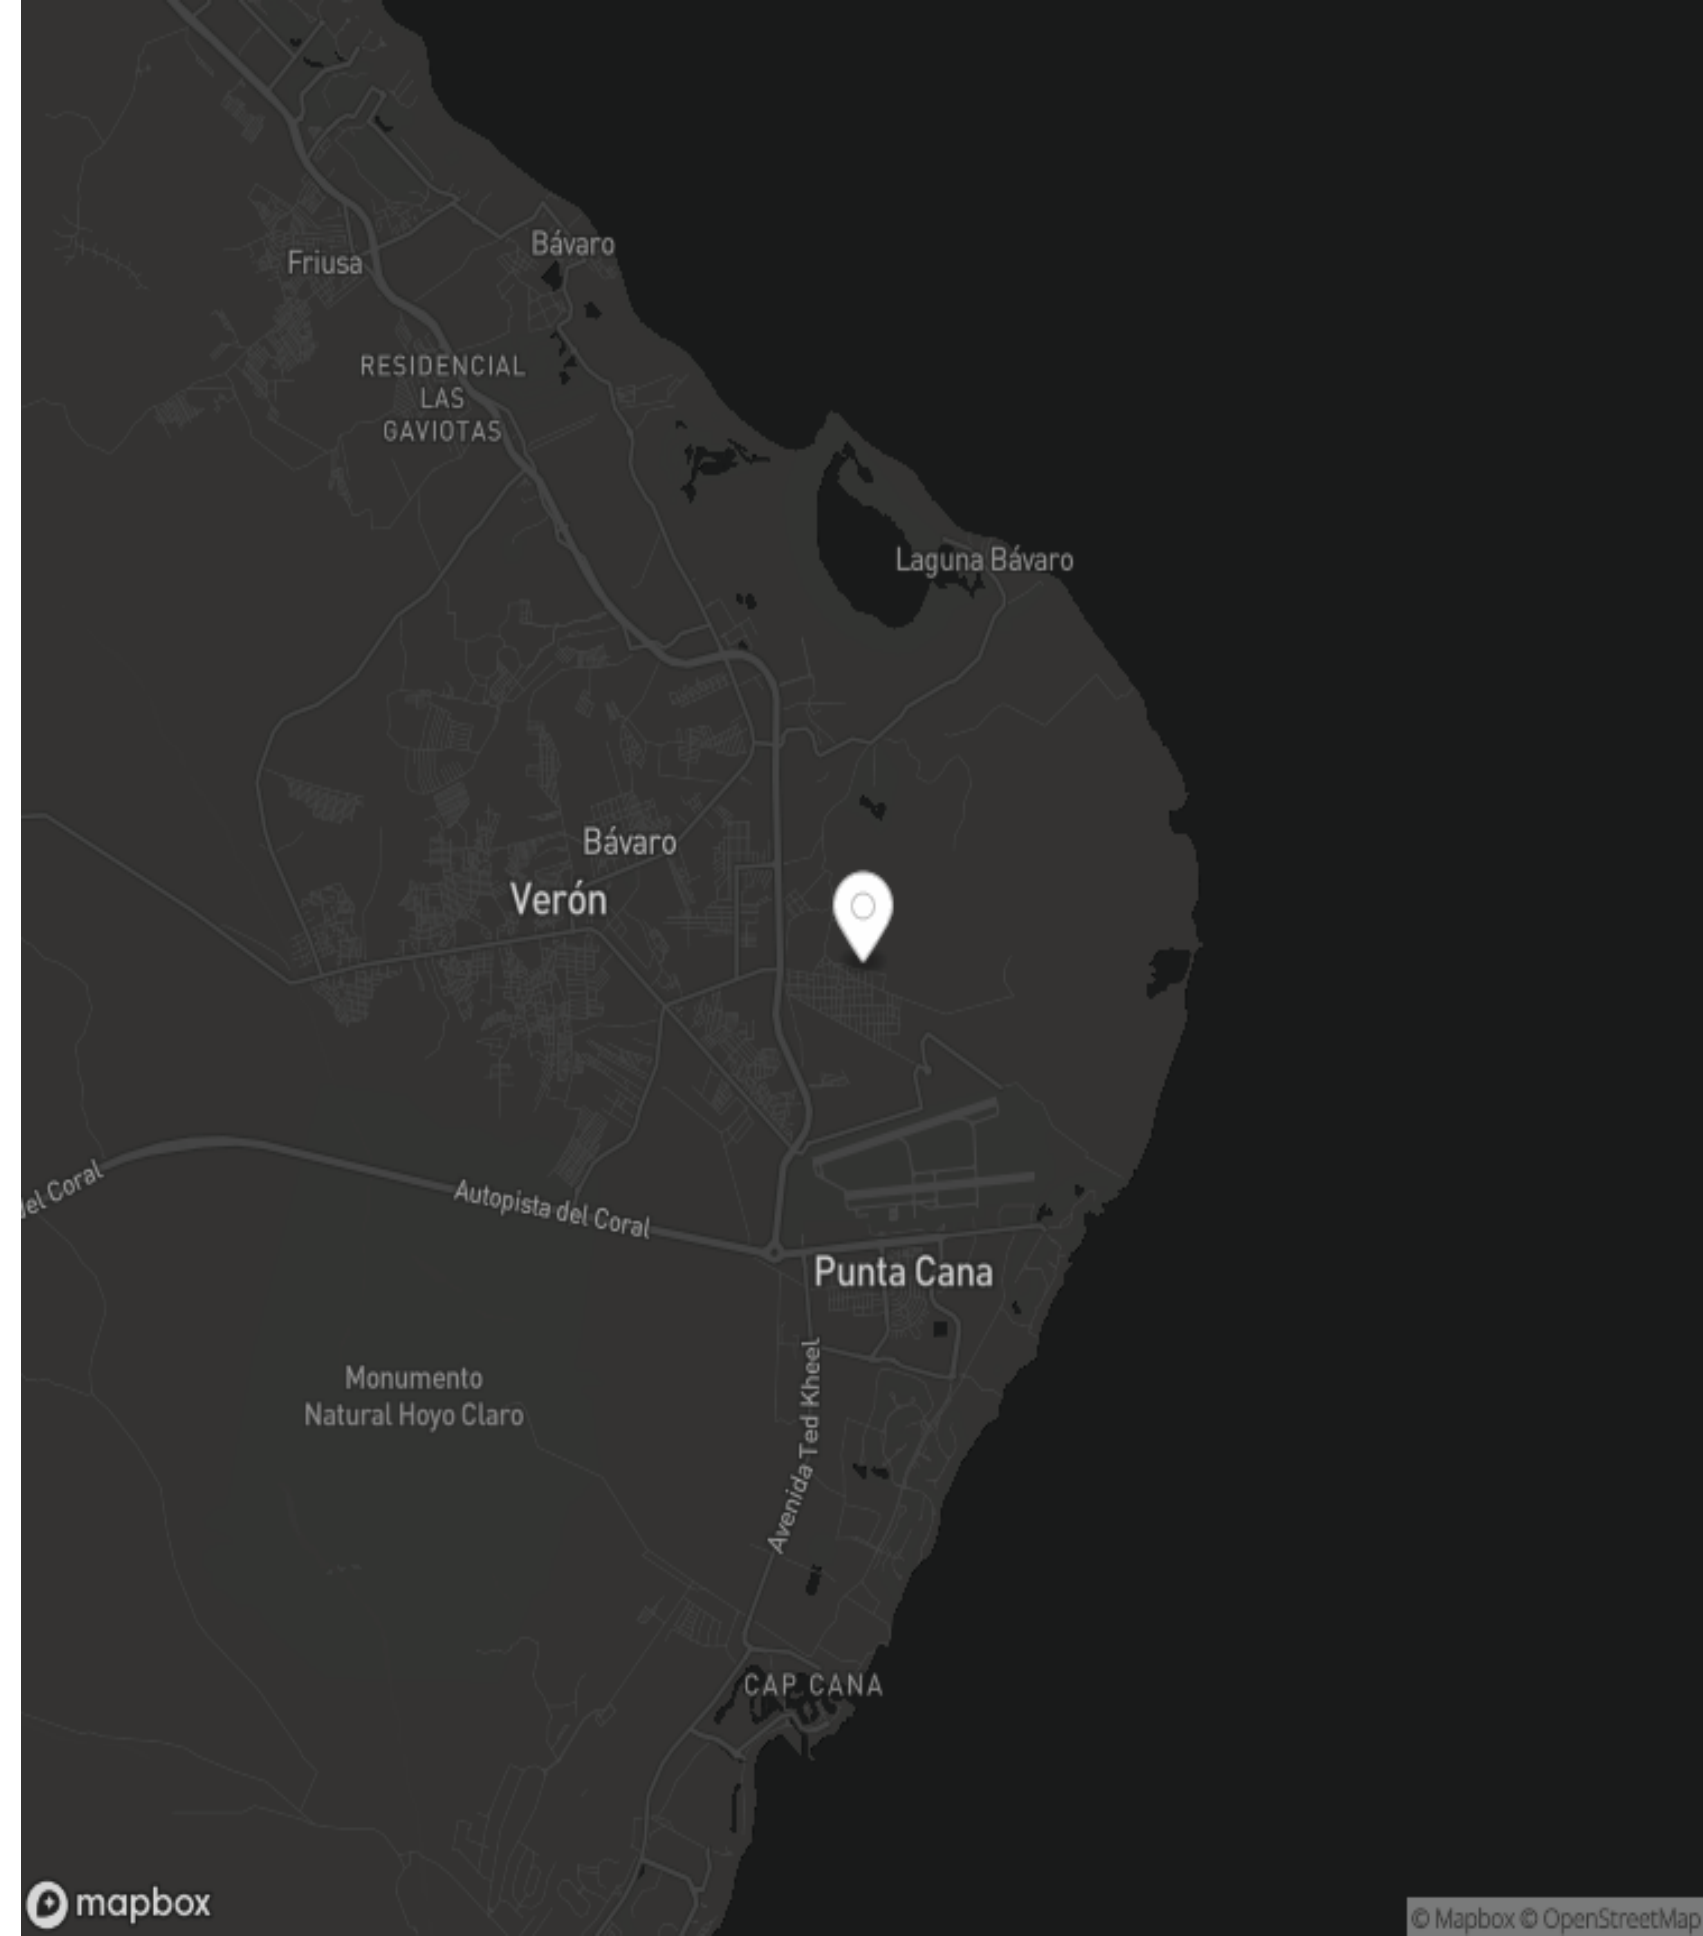 Bávaro
Friusa
RESIDENCIAL
LAS
GAVIOTAS
Laguna Bávaro
Bávaro
Verón
del Coral
Autopista del Coral
Punta Cana
Avenida Ted Kheel
Monumento
Natural Hoyo Claro
CAP CANA
mapbox
© Mapbox © OpenStreetMap